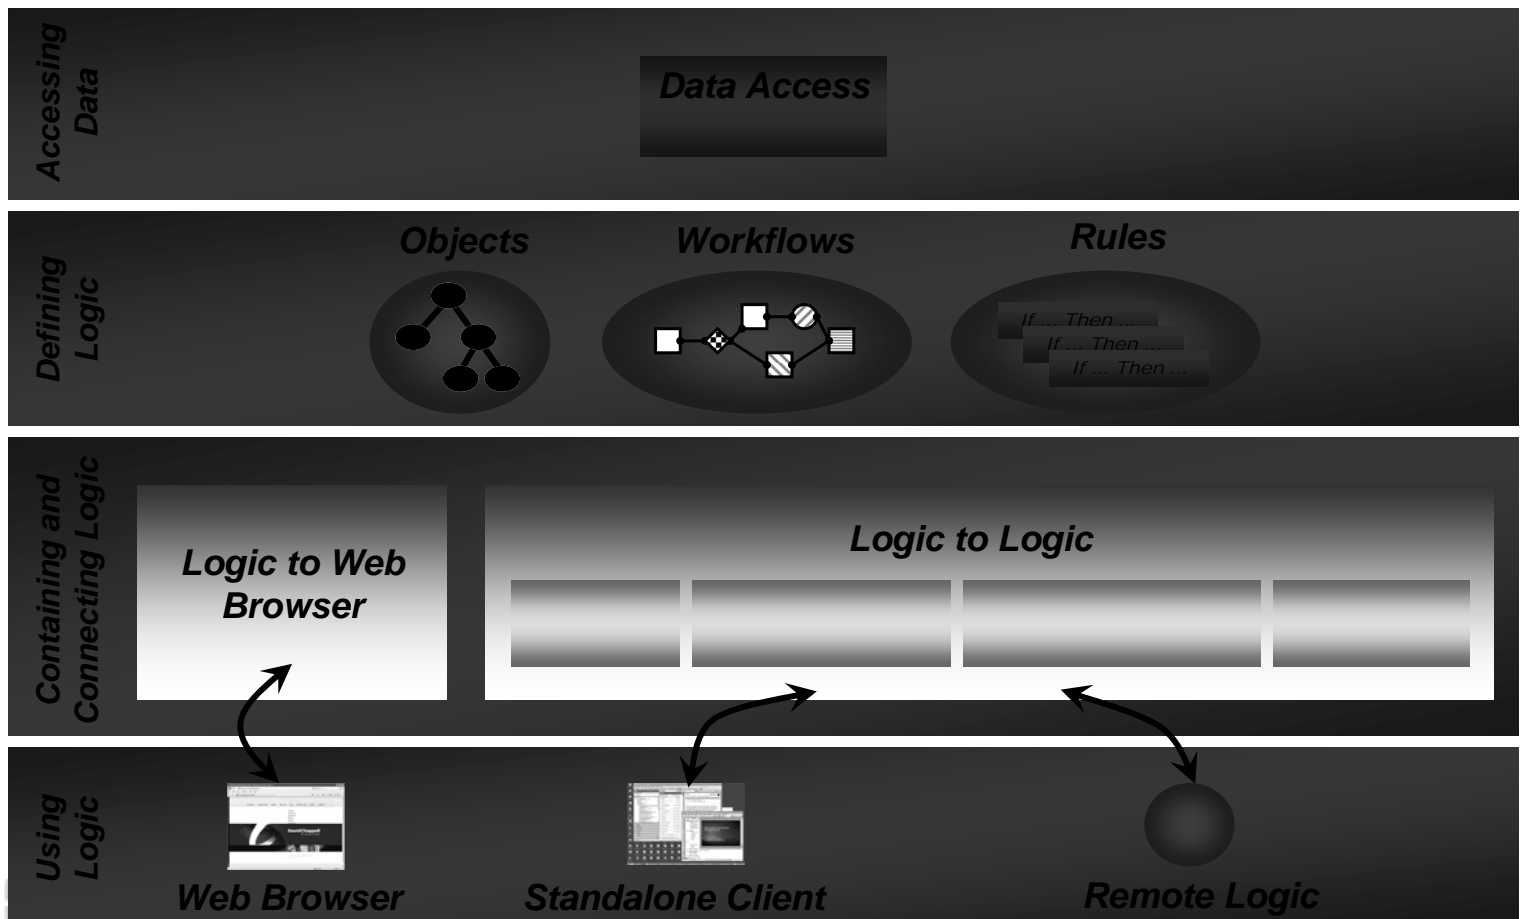 Accessing
Data
Data Access
Defining
Logic
Objects
Workflows
Rules
If ... Then ...
If ... Then ...
If ... Then ...
Containing and
Connecting Logic
Logic to Web
Browser
Logic to Logic
Using
Logic
Web Browser
Standalone Client
Remote Logic